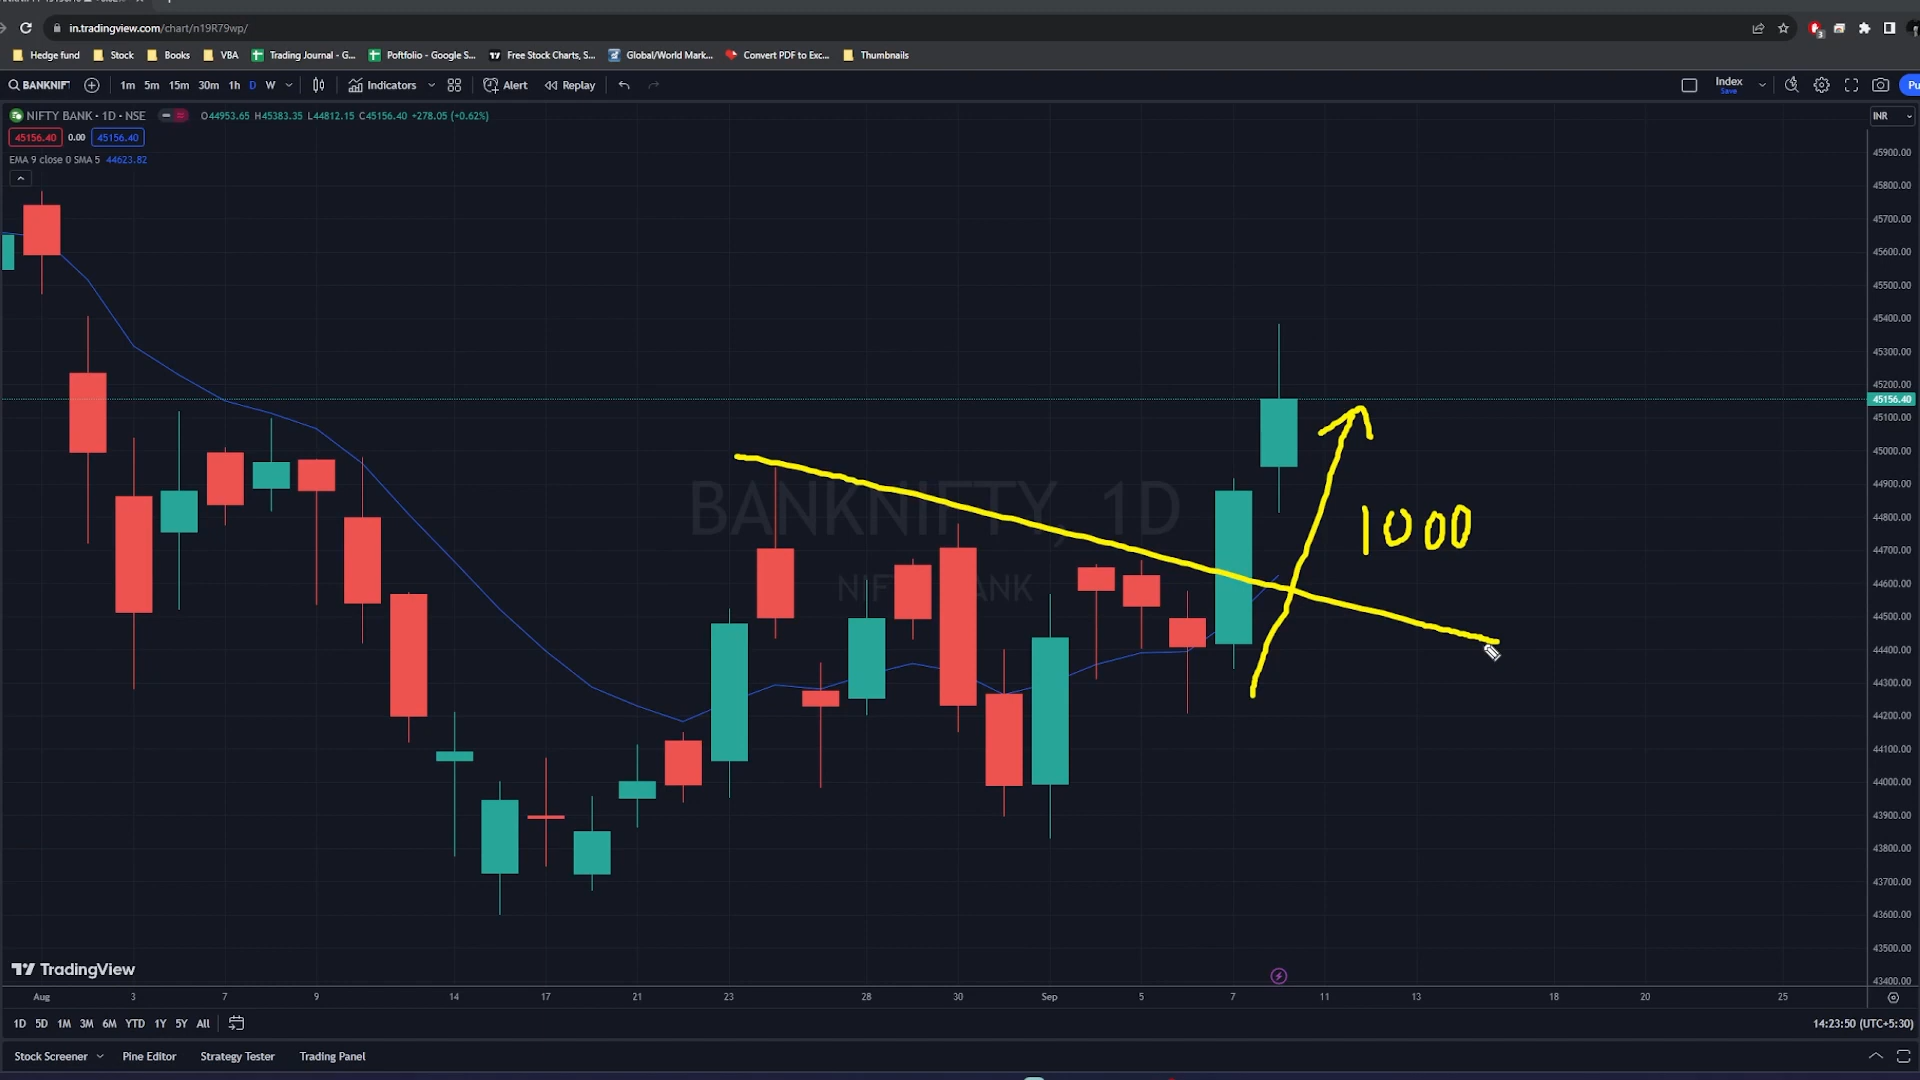 in.tradingview.com/chart/n19R79wp/
Hedge fund Stock Books VBA Trading Journal - G... Poftfolio - Google S... Free Stock Charts, S... Global/World Mark... Convert PDF to Exc... Thumbnails
BANKNIFT 1m 5m 15m 30m 1h D W Indicators Alert Replay Index Save Pu
NIFTY BANK · 1D · NSE O44953.65 H45383.35 L44812.15 C45156.40 +278.05 (+0.62%) INR
45156.40 0.00 45156.40
EMA 9 close 0 SMA 5 44623.82
45900.00
45800.00
45700.00
45600.00
45500.00
45400.00
45300.00
45200.00
45156.40
45100.00
45000.00
44900.00
44800.00
44700.00
44600.00
44500.00
44400.00
44300.00
44200.00
44100.00
44000.00
43900.00
43800.00
43700.00
43600.00
43500.00
43400.00
BANKNIFTY, 1D
1000
NIFTY BANK
TradingView
Aug 3 7 9 14 17 21 23 28 30 Sep 5 7 11 13 18 20 25
1D 5D 1M 3M 6M YTD 1Y 5Y All 14:23:50 (UTC+5:30)
Stock Screener Pine Editor Strategy Tester Trading Panel